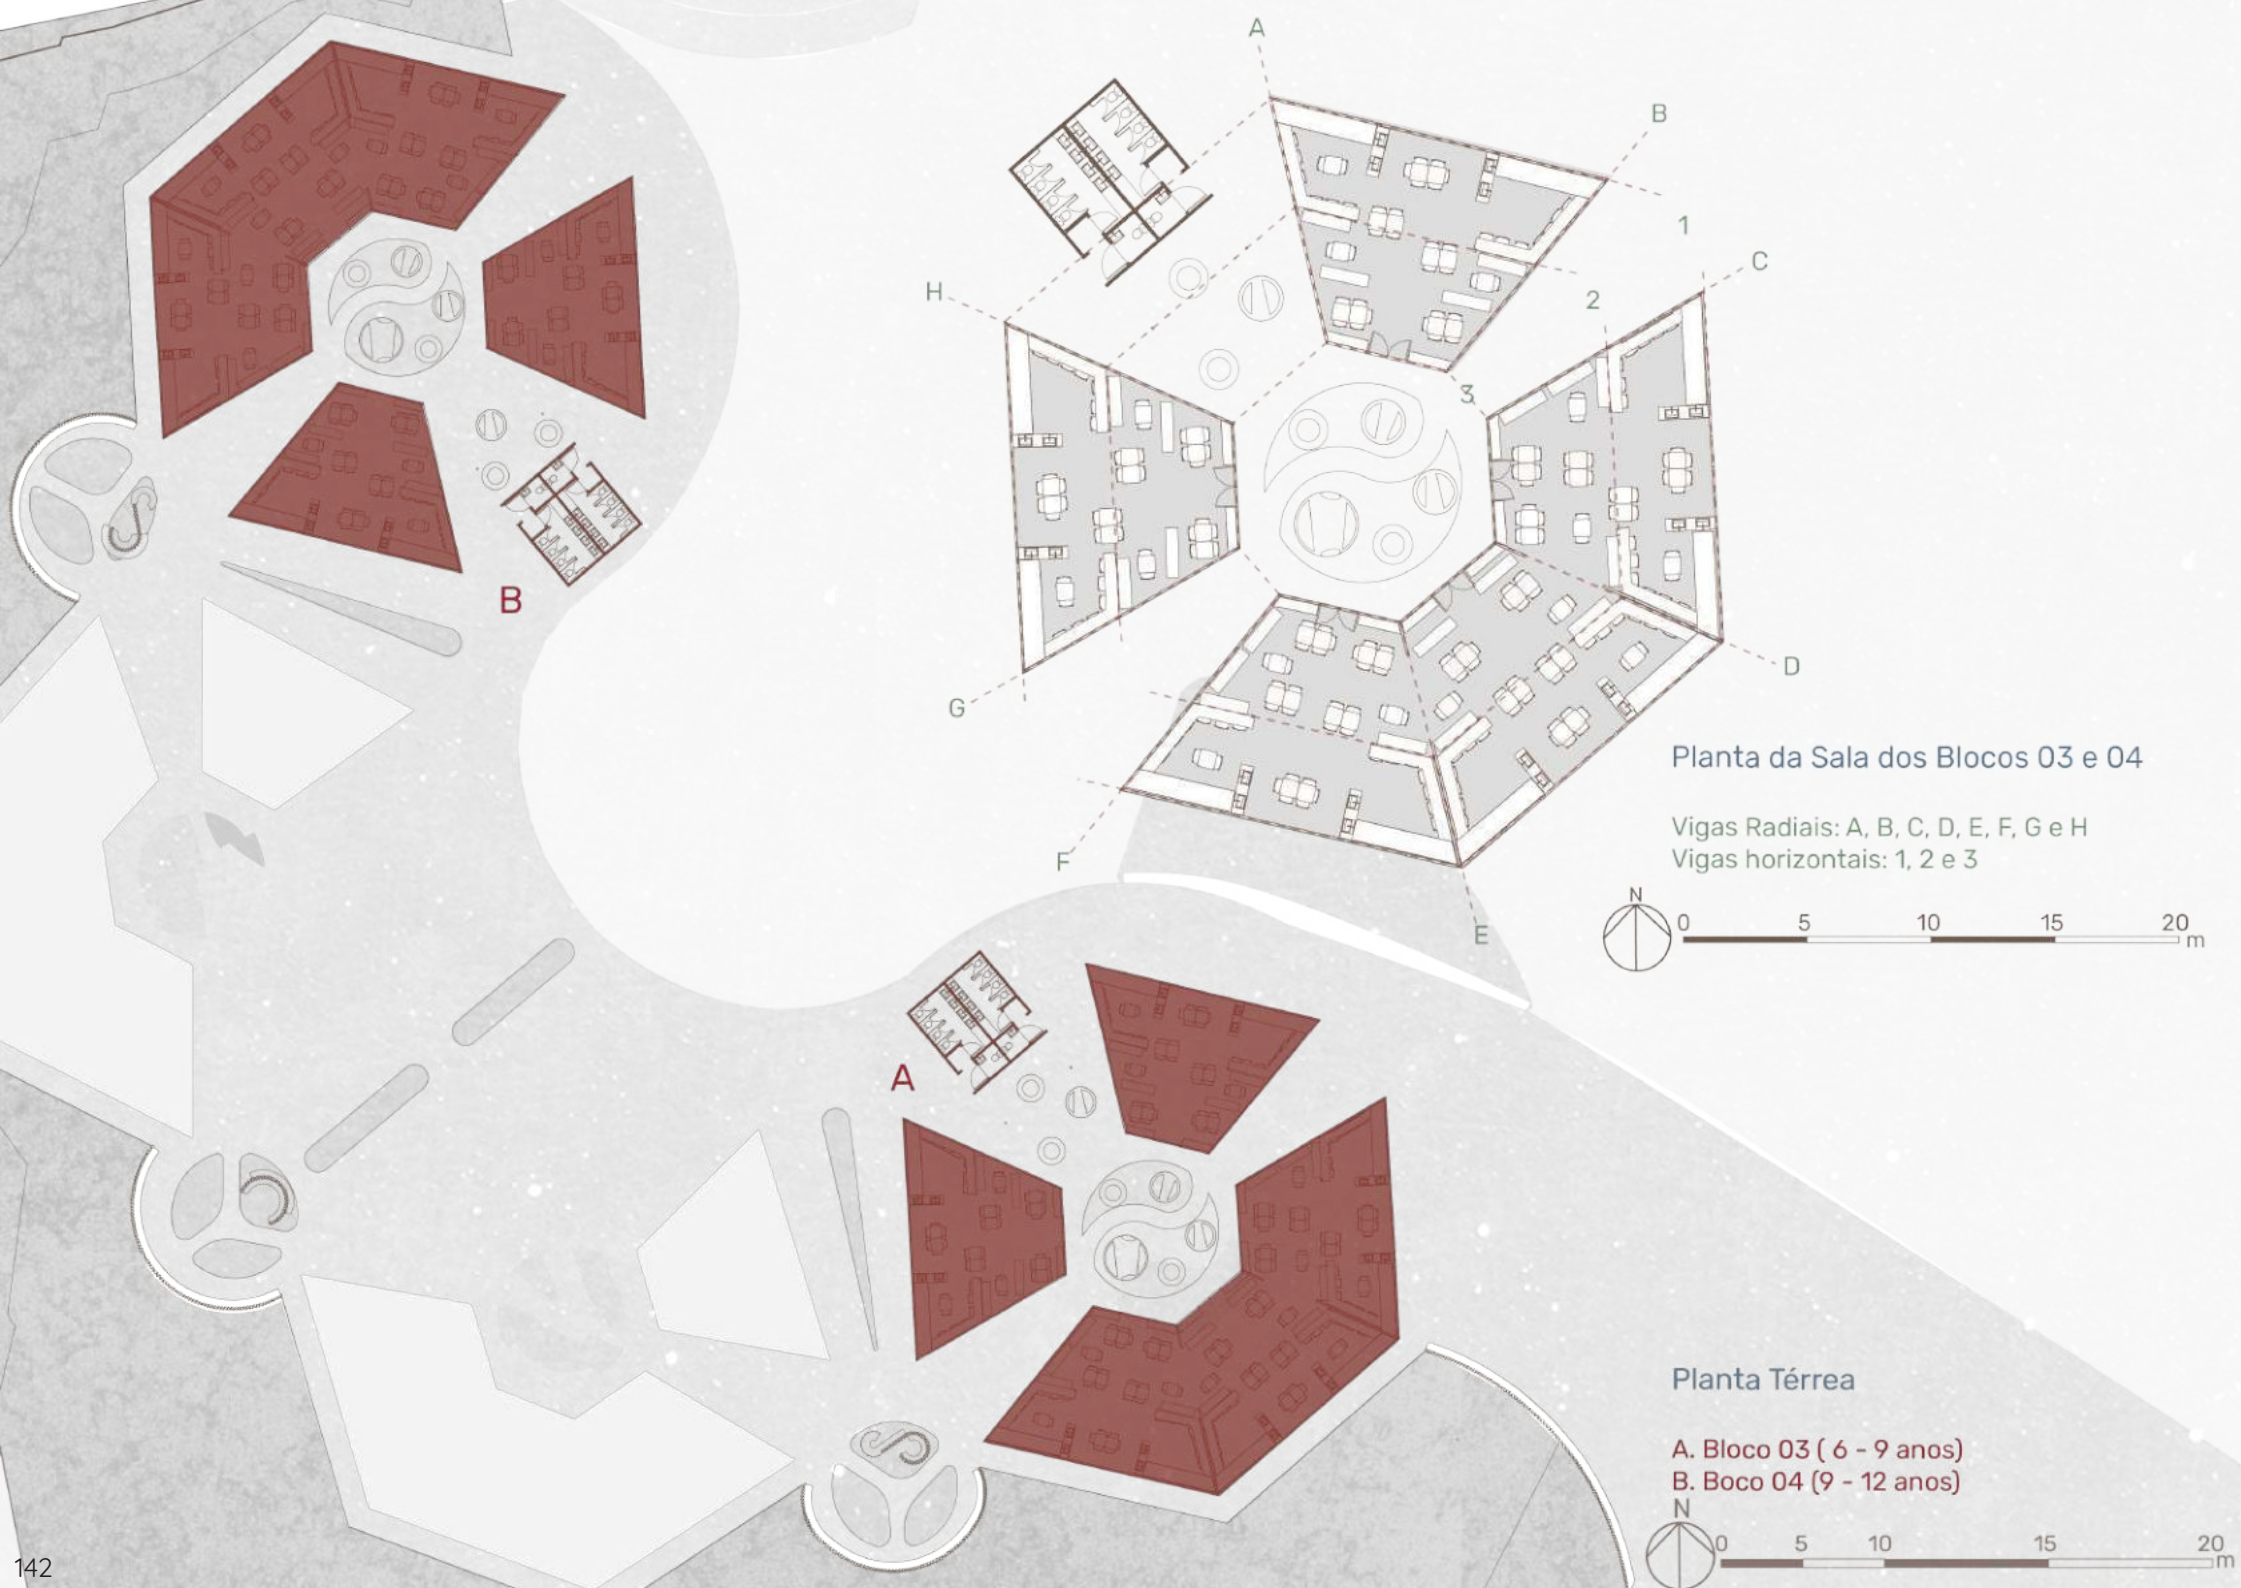 A
B
1
C
H
2
3
D
G
F
E
Planta da Sala dos Blocos 03 e 04
Vigas Radiais: A, B, C, D, E, F, G e H
Vigas horizontais: 1, 2 e 3
N
0 5 10 15 20
m
B
A
Planta Térrea
A. Bloco 03 ( 6 - 9 anos)
B. Boco 04 (9 - 12 anos)
N
0 5 10 15 20
m
142